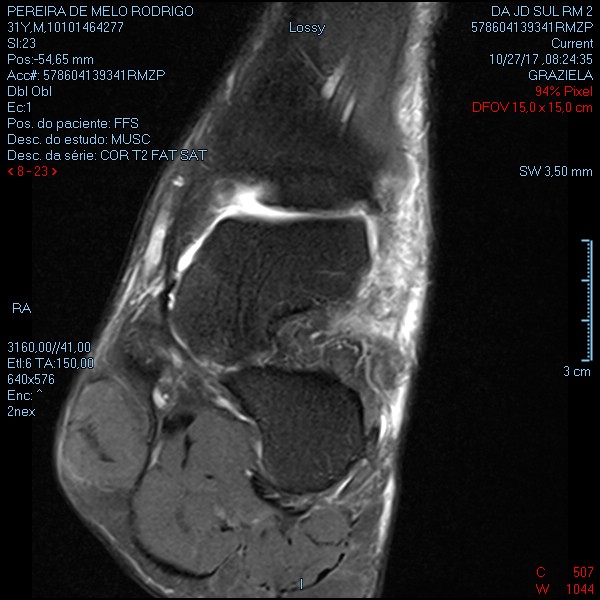 PEREIRA DE MELO RODRIGO
31Y,M,10101464277
Sl:23
Pos:-54,65 mm
Acc#: 578604139341RMZP
Dbl Obl
Ec:1
Pos. do paciente: FFS
Desc. do estudo: MUSC
Desc. da série: COR T2 FAT SAT
< 8 - 23 >
Lossy
DA JD SUL RM 2
578604139341RMZP
Current
10/27/17 ,08:24:35
GRAZIELA
94% Pixel
DFOV 15,0 x 15,0 cm
SW 3,50 mm
RA
3160,00//41,00
Etl:6 TA:150,00
640x576
Enc: ^
2nex
3 cm
I
C 507
W 1044